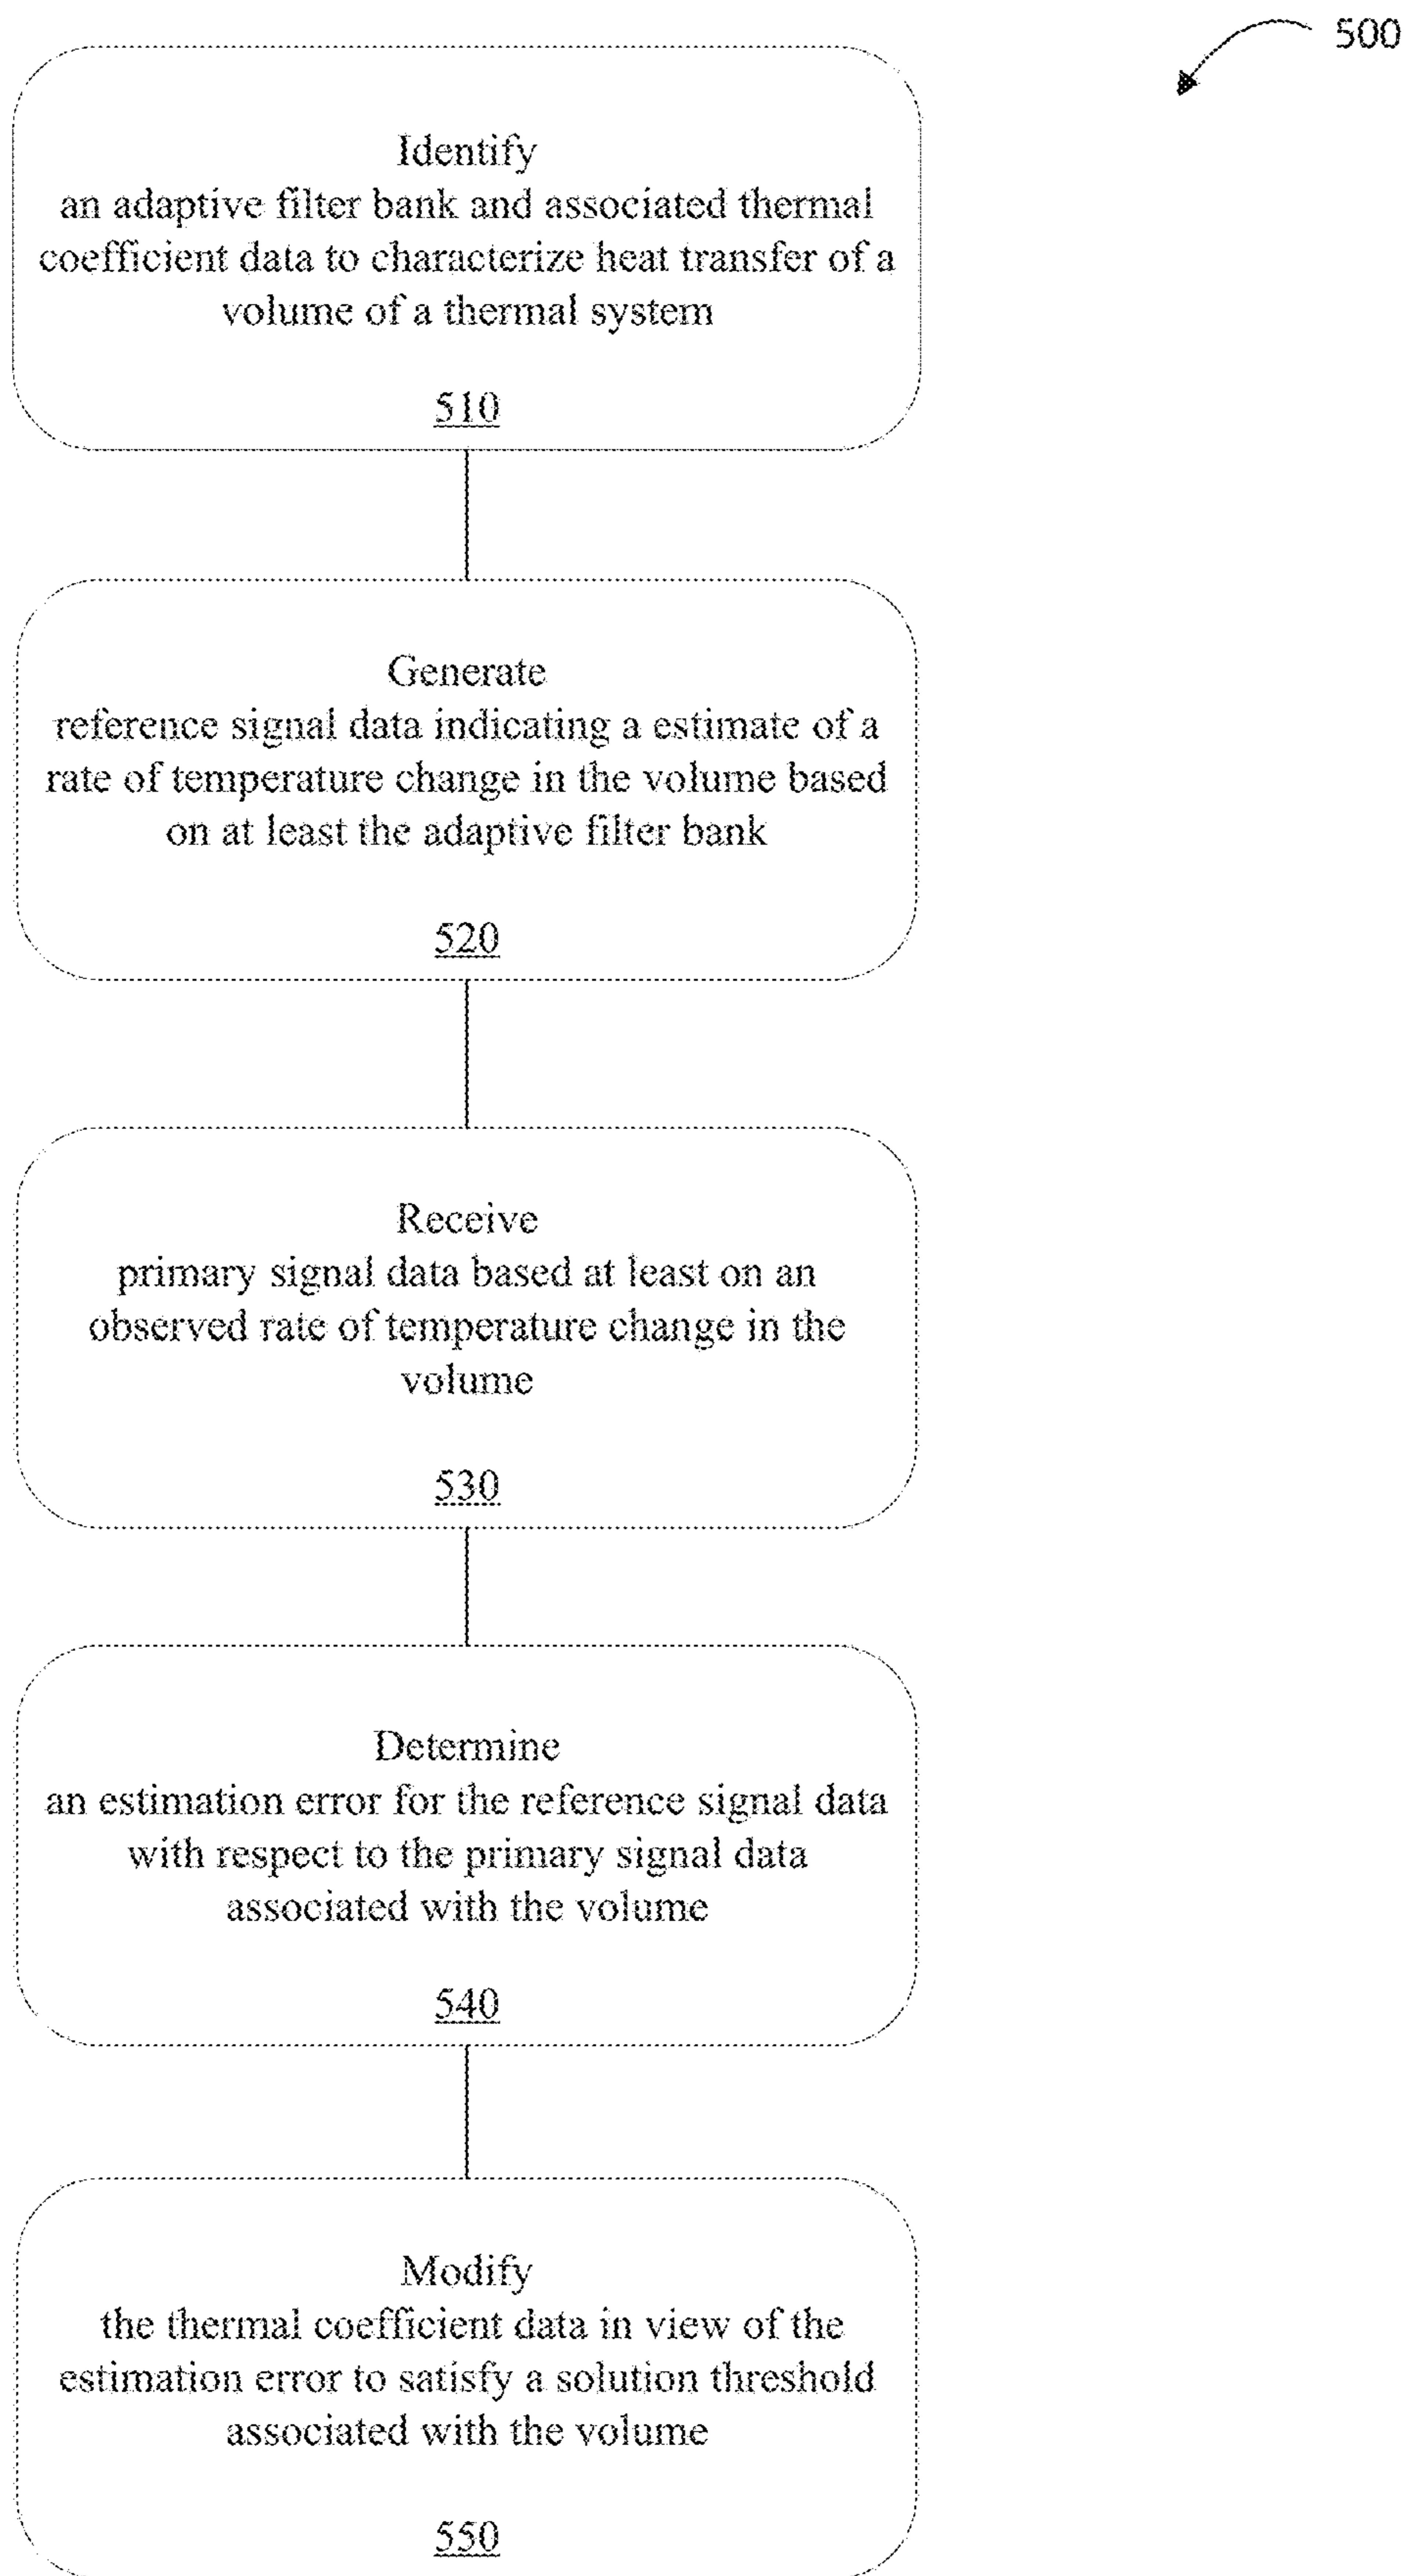 500
Identify
an adaptive filter bank and associated thermal
coefficient data to characterize heat transfer of a
volume of a thermal system
510
Generate
reference signal data indicating a estimate of a
rate of temperature change in the volume based
on at least the adaptive filter bank
520
Receive
primary signal data based at least on an
observed rate of temperature change in the
volume
530
Determine
an estimation error for the reference signal data
with respect to the primary signal data
associated with the volume
540
Modify
the thermal coefficient data in view of the
estimation error to satisfy a solution threshold
associated with the volume
550